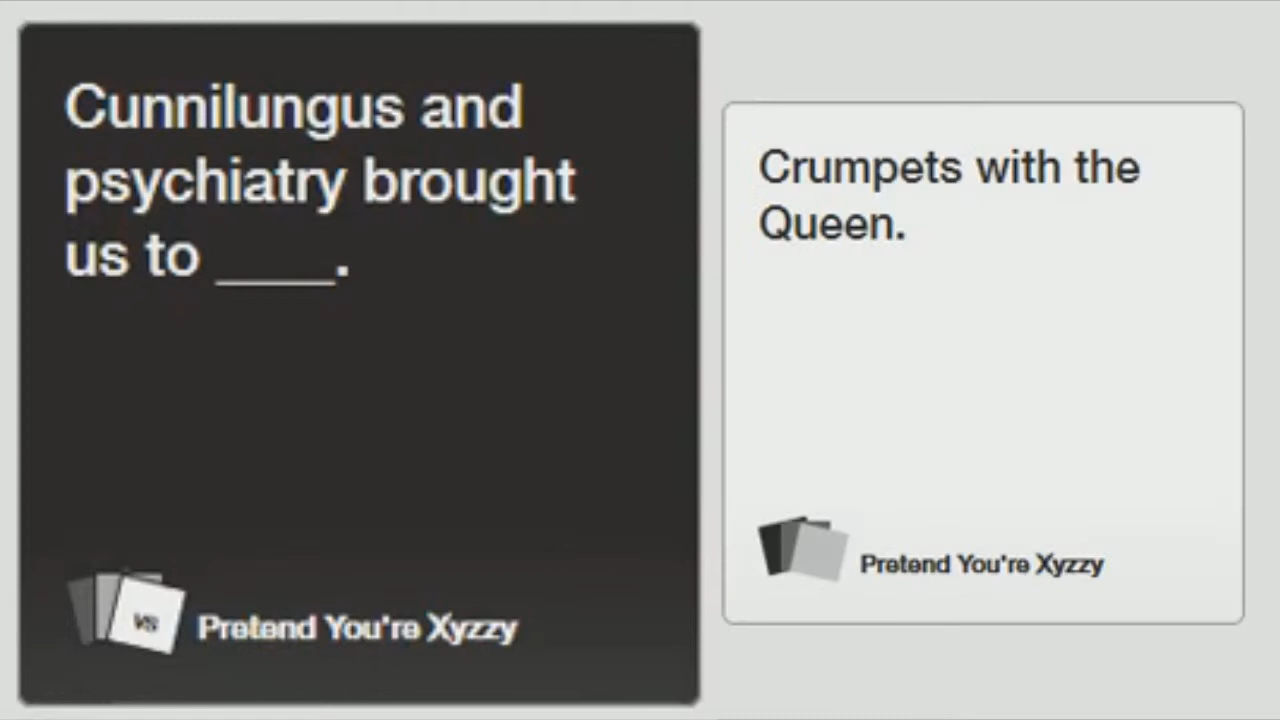 Cunnilungus and
psychiatry brought
us to ____.
VS Pretend You're Xyzzy
Crumpets with the
Queen.
Pretend You're Xyzzy